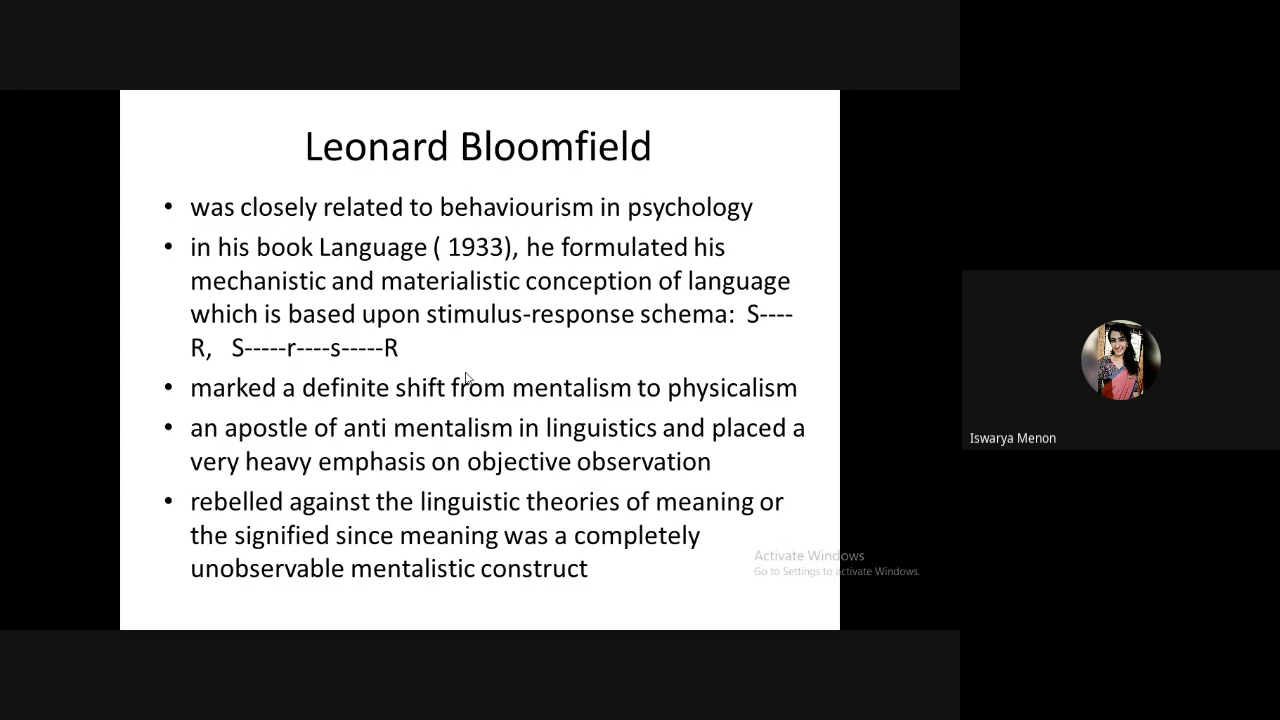 Leonard Bloomfield
• was closely related to behaviourism in psychology
• in his book Language ( 1933), he formulated his
mechanistic and materialistic conception of language
which is based upon stimulus-response schema:  S----
R,   S-----r----s-----R
• marked a definite shift from mentalism to physicalism
• an apostle of anti mentalism in linguistics and placed a
very heavy emphasis on objective observation
• rebelled against the linguistic theories of meaning or
the signified since meaning was a completely
unobservable mentalistic construct
Activate Windows
Go to Settings to activate Windows.
Iswarya Menon